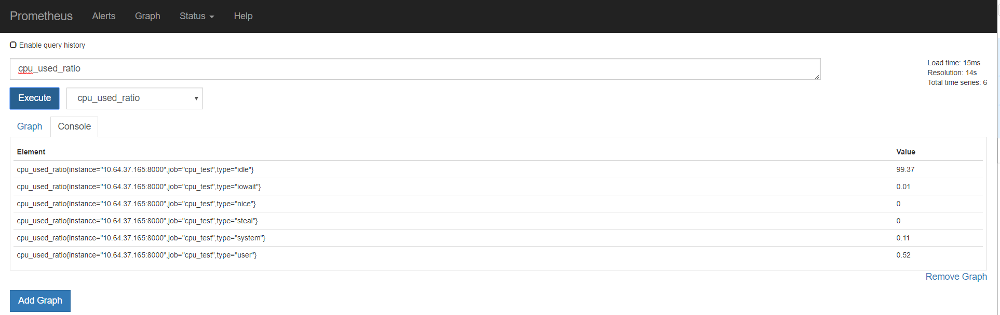 Prometheus Alerts Graph Status Help
Enable query history
cpu_used_ratio
Load time: 15ms
Resolution: 14s
Total time series: 6
Execute cpu_used_ratio
Graph Console
Element Value
cpu_used_ratio{instance="10.64.37.165:8000",job="cpu_test",type="idle"} 99.37
cpu_used_ratio{instance="10.64.37.165:8000",job="cpu_test",type="iowait"} 0.01
cpu_used_ratio{instance="10.64.37.165:8000",job="cpu_test",type="nice"} 0
cpu_used_ratio{instance="10.64.37.165:8000",job="cpu_test",type="steal"} 0
cpu_used_ratio{instance="10.64.37.165:8000",job="cpu_test",type="system"} 0.11
cpu_used_ratio{instance="10.64.37.165:8000",job="cpu_test",type="user"} 0.52
Remove Graph
Add Graph